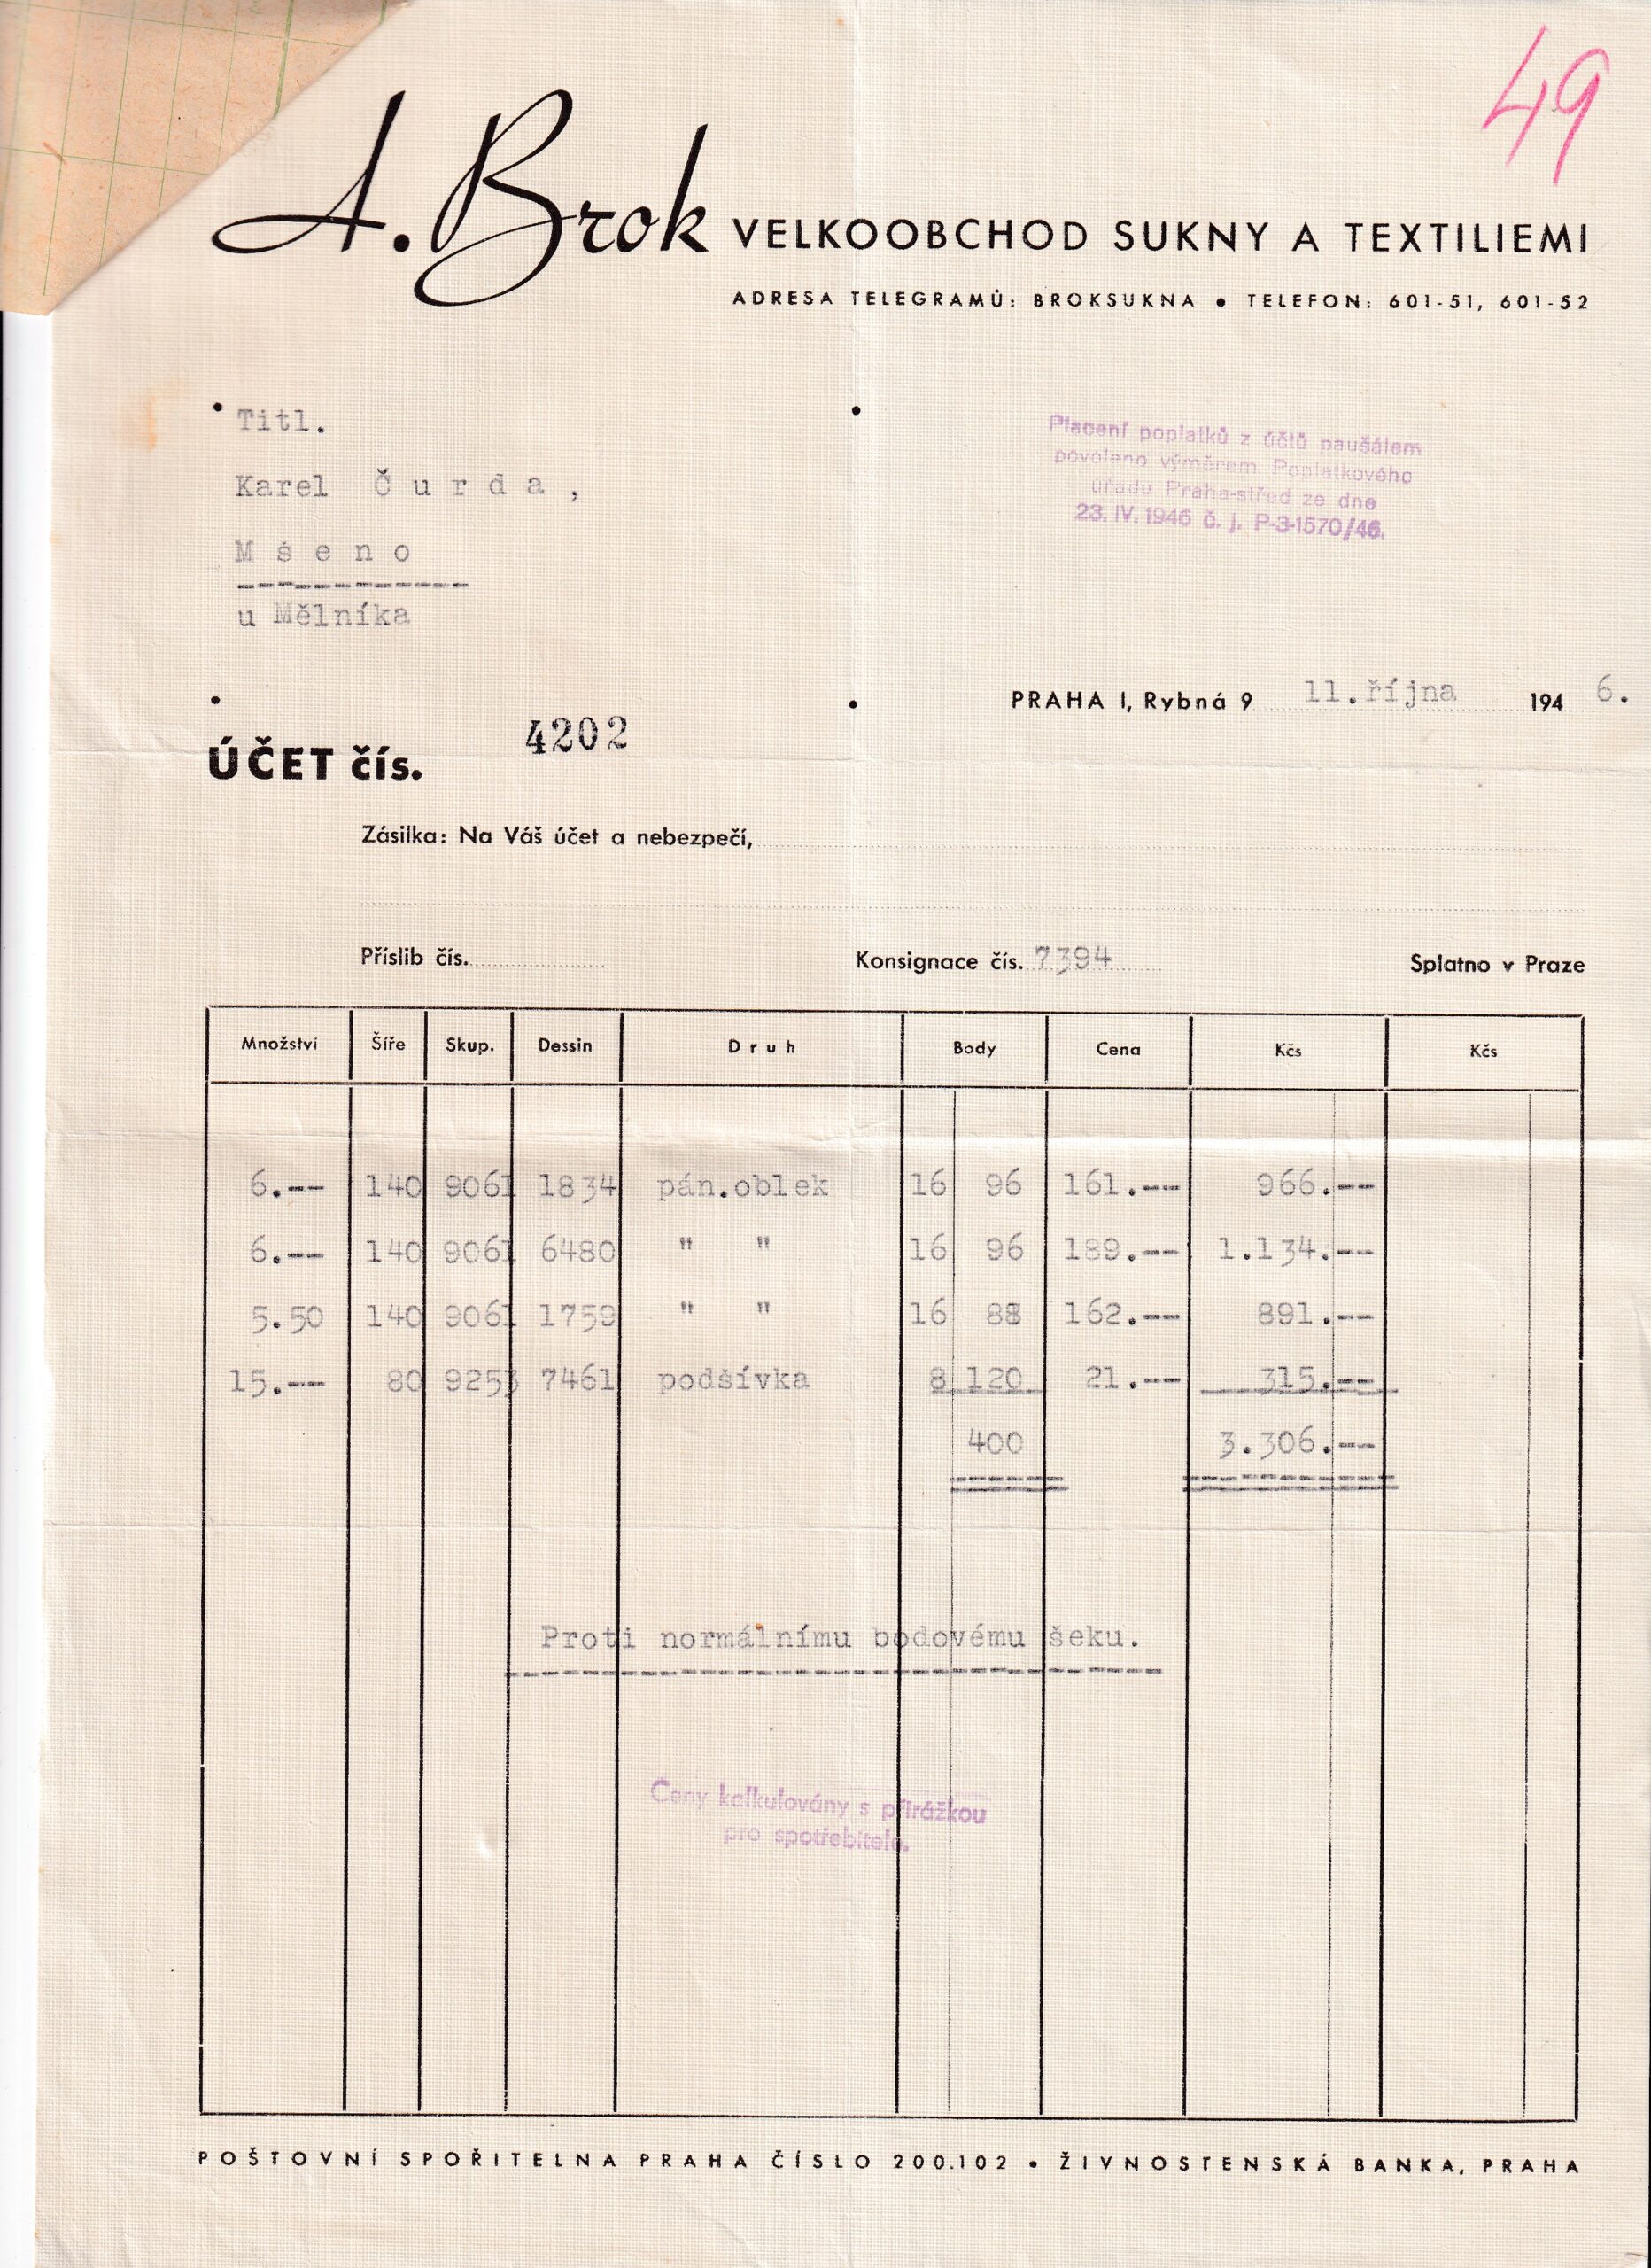 49
A. Brok VELKOOBCHOD SUKNY A TEXTILIEMI
ADRESA TELEGRAMŮ: BROKSUKNA • TELEFON: 601-51, 601-52
Titl.
Karel Čurda,
Mšeno
u Mělníka
Placení poplatků z účtů paušálem
povoleno výměrem Poplatkového
úřadu Praha-střed ze dne
23. IV. 1946 č. j. P-3-1570/46.
PRAHA I, Rybná 9 11.října 194 6.
ÚČET čís. 4202
Zásilka: Na Váš účet a nebezpečí,
Příslib čís. Konsignace čís. 7394 Splatno v Praze
Množství Šíře Skup. Dessin Druh Body Cena Kčs Kčs
6.-- 140 9061 1834 pán.oblek 16 96 161.-- 966.--
6.-- 140 9061 6480 " " 16 96 189.-- 1.134.--
5.50 140 9061 1759 " " 16 88 162.-- 891.--
15.-- 80 9253 7461 podšívka 8 120 21.-- 315.--
400 3.306.--
Proti normálnímu bodovému šeku.
Ceny kalkulovány s přirážkou
pro spotřebitele.
POŠTOVNÍ SPOŘITELNA PRAHA ČÍSLO 200.102 • ŽIVNOSTENSKÁ BANKA, PRAHA